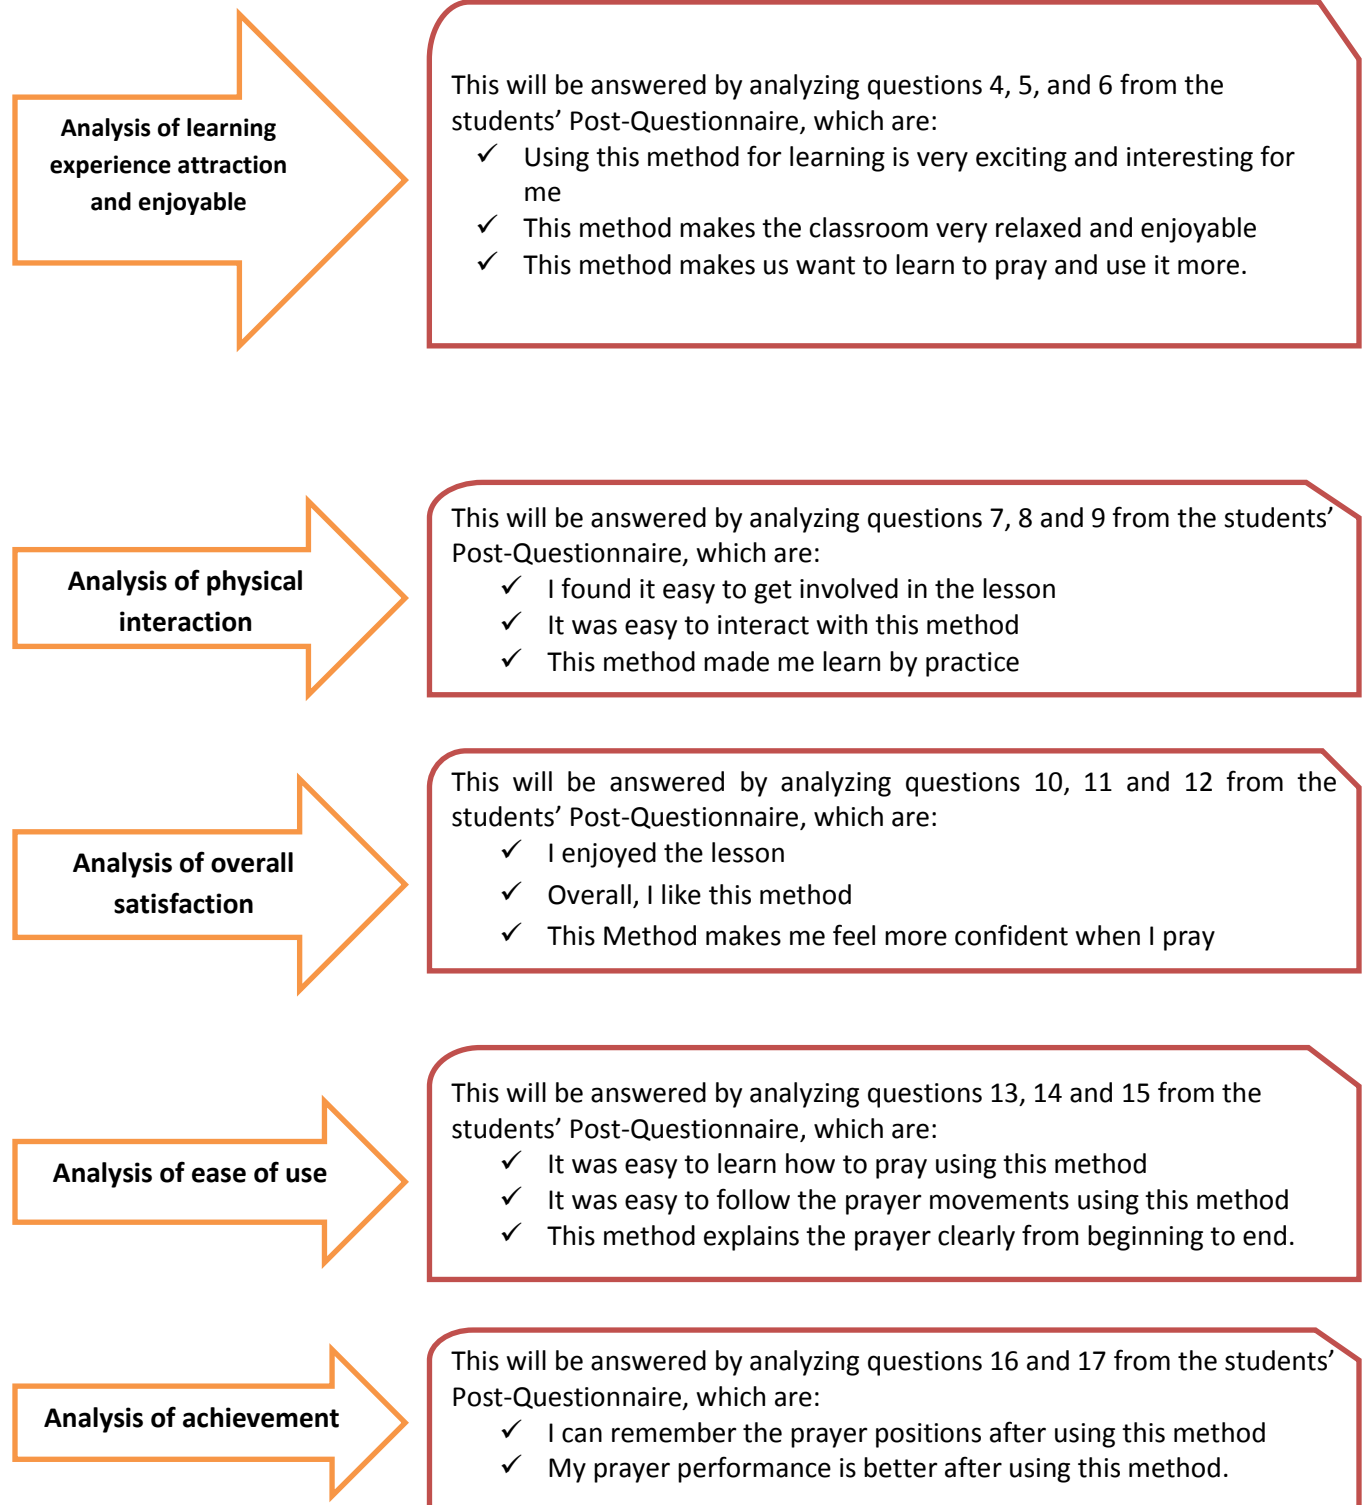 Analysis of learning
experience attraction
and enjoyable
This will be answered by analyzing questions 4, 5, and 6 from the
students’ Post-Questionnaire, which are:
✓ Using this method for learning is very exciting and interesting for
me
✓ This method makes the classroom very relaxed and enjoyable
✓ This method makes us want to learn to pray and use it more.
Analysis of physical
interaction
This will be answered by analyzing questions 7, 8 and 9 from the students’
Post-Questionnaire, which are:
✓ I found it easy to get involved in the lesson
✓ It was easy to interact with this method
✓ This method made me learn by practice
Analysis of overall
satisfaction
This will be answered by analyzing questions 10, 11 and 12 from the
students’ Post-Questionnaire, which are:
✓ I enjoyed the lesson
✓ Overall, I like this method
✓ This Method makes me feel more confident when I pray
Analysis of ease of use
This will be answered by analyzing questions 13, 14 and 15 from the
students’ Post-Questionnaire, which are:
✓ It was easy to learn how to pray using this method
✓ It was easy to follow the prayer movements using this method
✓ This method explains the prayer clearly from beginning to end.
Analysis of achievement
This will be answered by analyzing questions 16 and 17 from the students’
Post-Questionnaire, which are:
✓ I can remember the prayer positions after using this method
✓ My prayer performance is better after using this method.